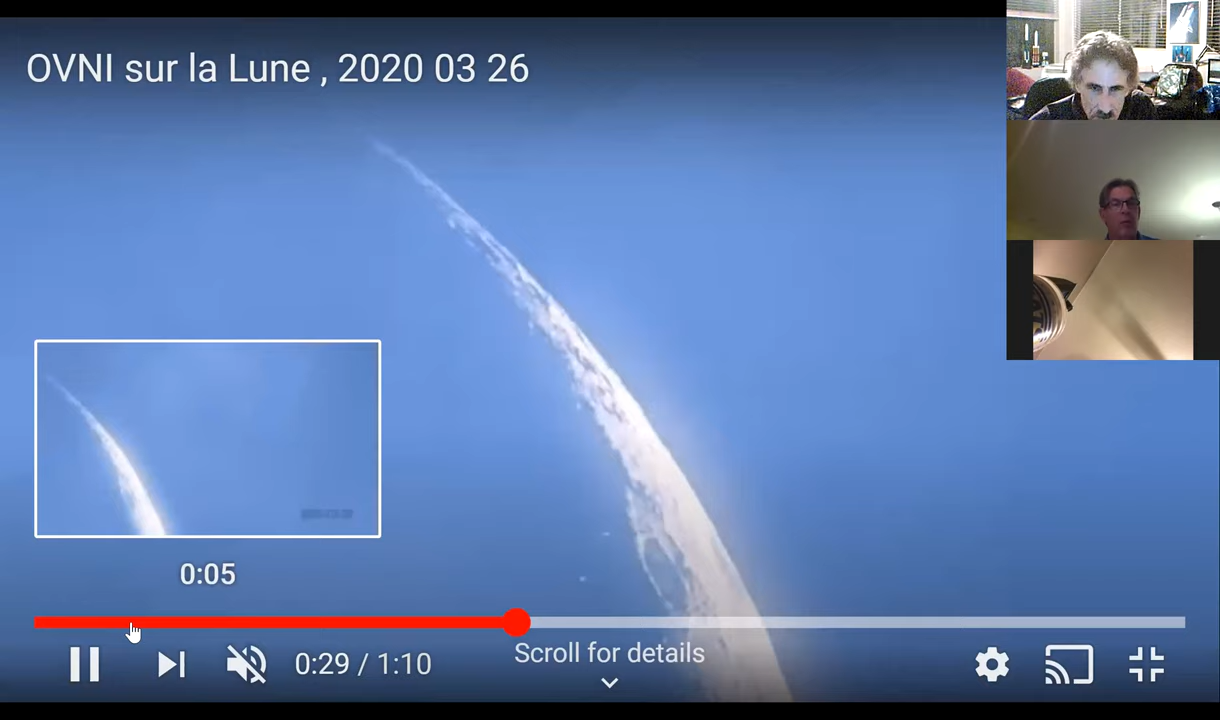 OVNI sur la Lune , 2020 03 26
0:05
0:29 / 1:10
Scroll for details